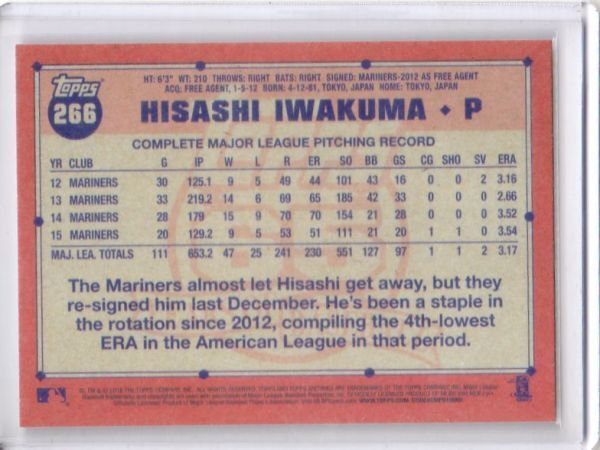 topps
266
HT: 6'3" WT: 210 THROWS: RIGHT BATS: RIGHT SIGNED: MARINERS-2012 AS FREE AGENT
ACQ: FREE AGENT, 1-5-12 BORN: 4-12-81, TOKYO, JAPAN HOME: TOKYO, JAPAN
HISASHI IWAKUMA ♦ P
COMPLETE MAJOR LEAGUE PITCHING RECORD
YR CLUB G IP W L R ER SO BB GS CG SHO SV ERA
12 MARINERS 30 125.1 9 5 49 44 101 43 16 0 0 2 3.16
13 MARINERS 33 219.2 14 6 69 65 185 42 33 0 0 0 2.66
14 MARINERS 28 179 15 9 70 70 154 21 28 0 0 0 3.52
15 MARINERS 20 129.2 9 5 53 51 111 21 20 1 1 0 3.54
MAJ. LEA. TOTALS 111 653.2 47 25 241 230 551 127 97 1 1 2 3.17
The Mariners almost let Hisashi get away, but they
re-signed him last December. He's been a staple in
the rotation since 2012, compiling the 4th-lowest
ERA in the American League in that period.